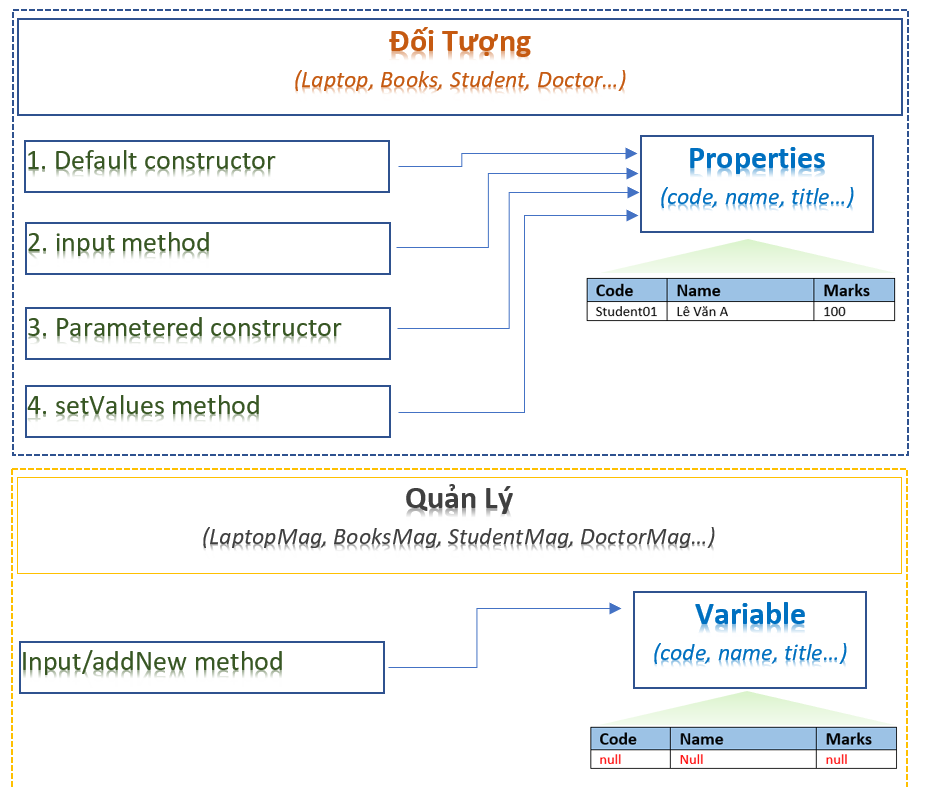 Đối Tượng
(Laptop, Books, Student, Doctor...)
1. Default constructor
Properties
(code, name, title...)
2. input method
Code Name Marks
Student01 Lê Văn A 100
3. Parametered constructor
4. setValues method
Quản Lý
(LaptopMag, BooksMag, StudentMag, DoctorMag...)
Variable
(code, name, title...)
Input/addNew method
Code Name Marks
null Null null